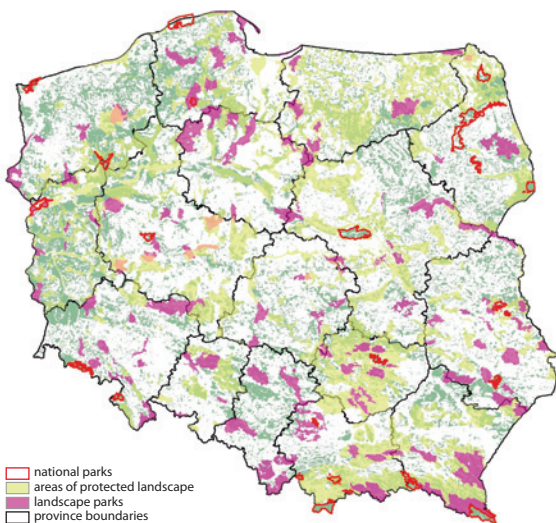 national parks
areas of protected landscape
landscape parks
province boundaries